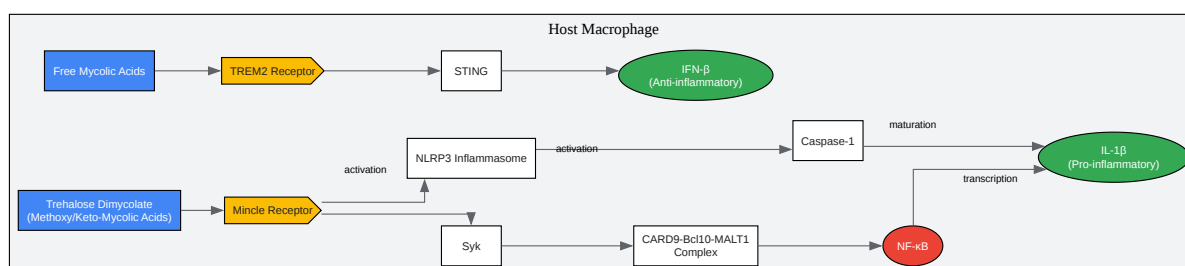 Host Macrophage
Free Mycolic Acids
TREM2 Receptor
STING
IFN-β
(Anti-inflammatory)
NLRP3 Inflammasome
activation
activation
Caspase-1
maturation
IL-1β
(Pro-inflammatory)
transcription
Trehalose Dimycolate
(Methoxy/Keto-Mycolic Acids)
Mincle Receptor
Syk
CARD9-Bcl10-MALT1
Complex
NF-κB